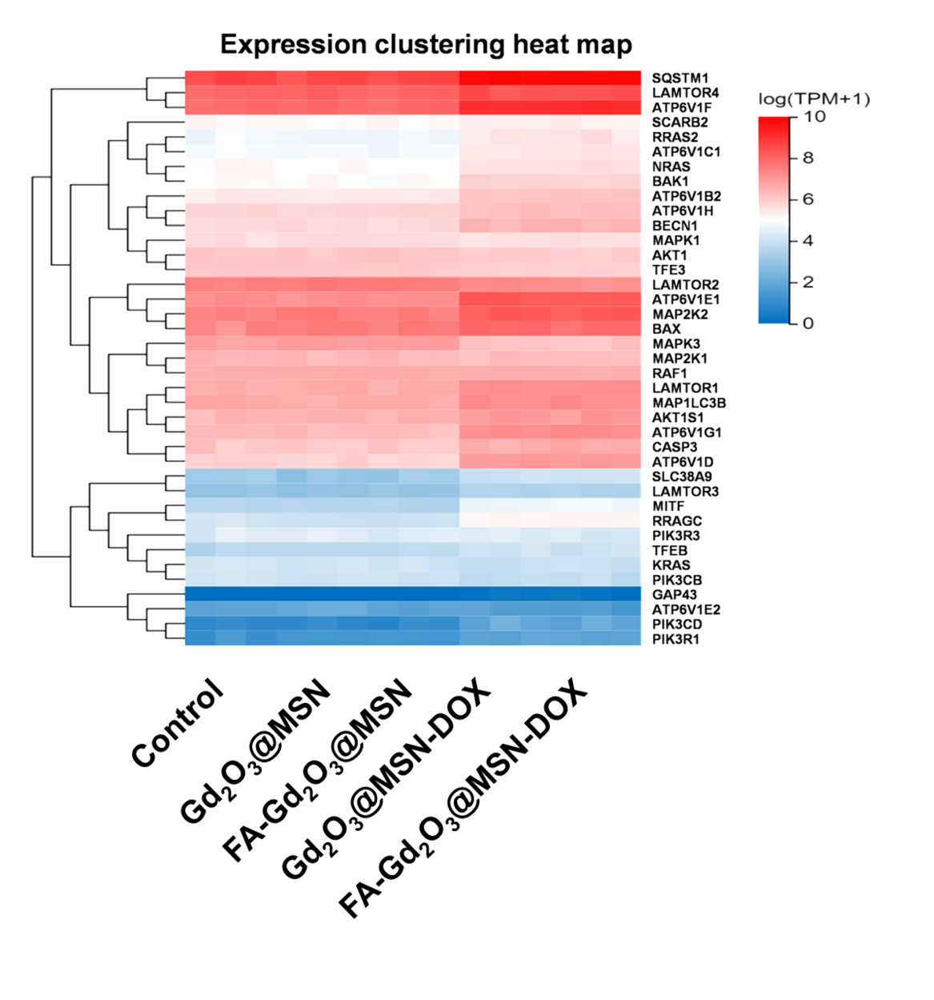 Expression clustering heat map
SQSTM1
LAMTOR4
ATP6V1F
SCARB2
RRAS2
ATP6V1C1
NRAS
BAK1
ATP6V1B2
ATP6V1H
BECN1
MAPK1
AKT1
TFE3
LAMTOR2
ATP6V1E1
MAP2K2
BAX
MAPK3
MAP2K1
RAF1
LAMTOR1
MAP1LC3B
AKT1S1
ATP6V1G1
CASP3
ATP6V1D
SLC38A9
LAMTOR3
MITF
RRAGC
PIK3R3
TFEB
KRAS
PIK3CB
GAP43
ATP6V1E2
PIK3CD
PIK3R1
log(TPM+1)
10
8
6
4
2
0
Control
Gd₂O₃@MSN
FA-Gd₂O₃@MSN
Gd₂O₃@MSN-DOX
FA-Gd₂O₃@MSN-DOX